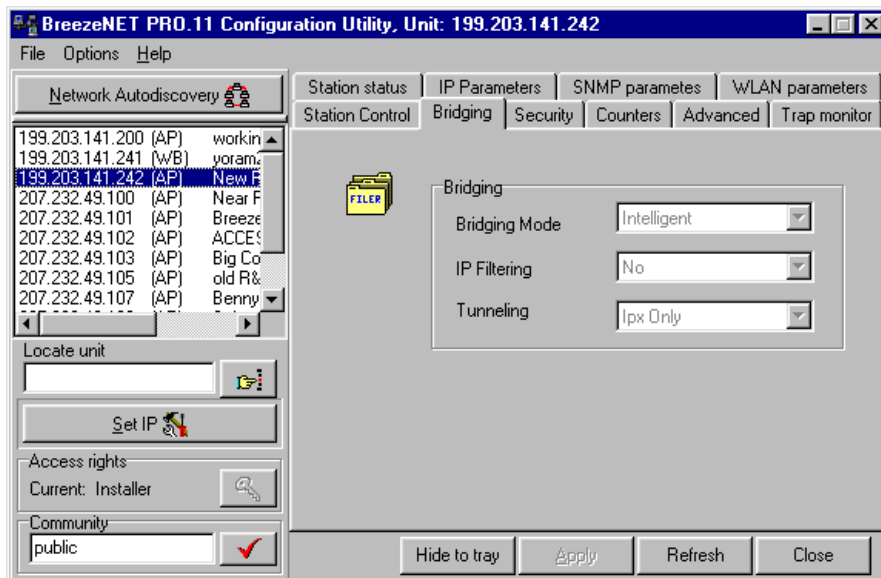 BreezeNET PRO.11 Configuration Utility, Unit: 199.203.141.242
File Options Help
Network Autodiscovery
199.203.141.200 (AP) workin
199.203.141.241 (WB) yoram
199.203.141.242 (AP) New
207.232.49.100 (AP) Near
207.232.49.101 (AP) Breeze
207.232.49.102 (AP) ACCES
207.232.49.103 (AP) Big Co
207.232.49.105 (AP) old R&
207.232.49.107 (AP) Benny
Locate unit
Set IP
Access rights
Current: Installer
Community
public
Station status IP Parameters SNMP parametes WLAN parameters
Station Control Bridging Security Counters Advanced Trap monitor
FILER
Bridging
Bridging Mode Intelligent
IP Filtering No
Tunneling Ipx Only
Hide to tray Apply Refresh Close